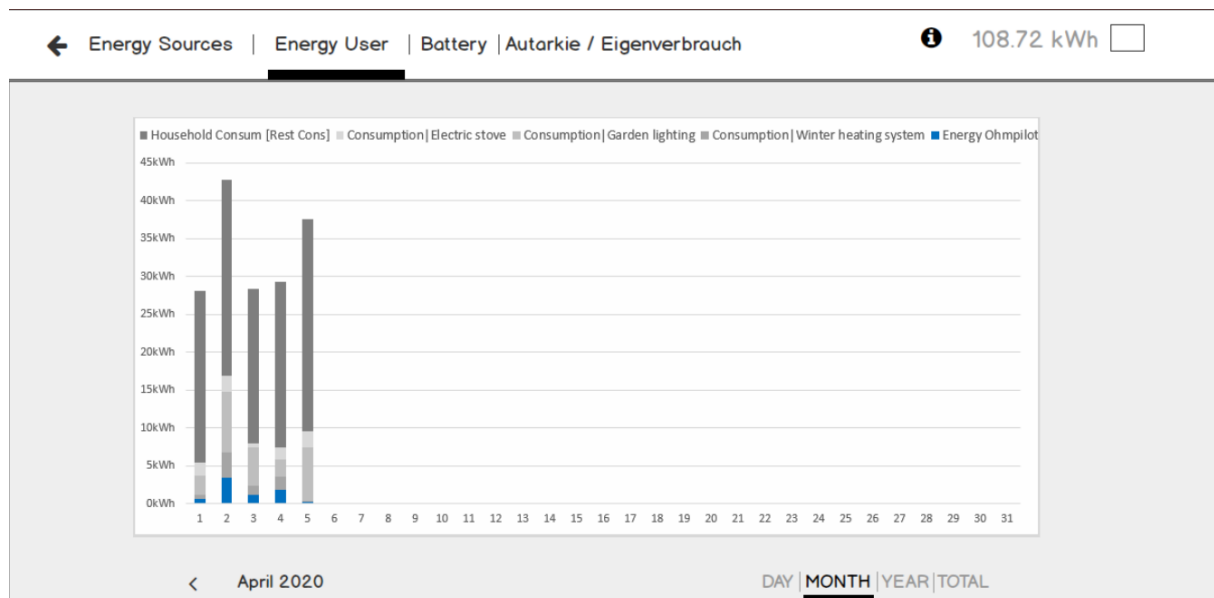 Energy Sources | Energy User | Battery | Autarkie / Eigenverbrauch 108.72 kWh
Household Consum [Rest Cons] Consumption|Electric stove Consumption|Garden lighting Consumption|Winter heating system Energy Ohmpilot
45kWh
40kWh
35kWh
30kWh
25kWh
20kWh
15kWh
10kWh
5kWh
0kWh
1 2 3 4 5 6 7 8 9 10 11 12 13 14 15 16 17 18 19 20 21 22 23 24 25 26 27 28 29 30 31
April 2020 DAY | MONTH | YEAR | TOTAL